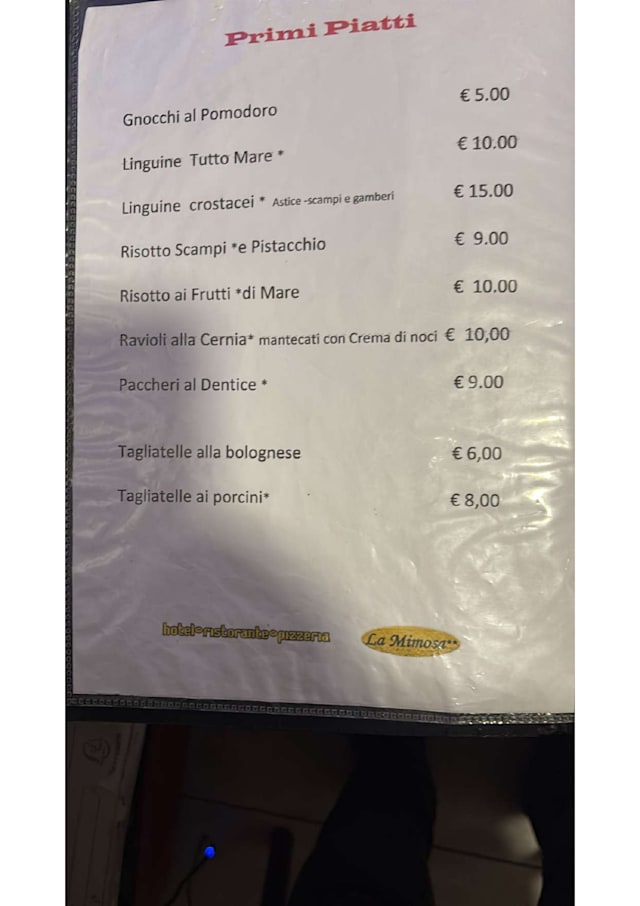 Primi Piatti
Gnocchi al Pomodoro € 5.00
Linguine Tutto Mare * € 10.00
Linguine crostacei * Astice -scampi e gamberi € 15.00
Risotto Scampi *e Pistacchio € 9.00
Risotto ai Frutti *di Mare € 10.00
Ravioli alla Cernia* mantecati con Crema di noci € 10,00
Paccheri al Dentice * € 9.00
Tagliatelle alla bolognese € 6,00
Tagliatelle ai porcini* € 8,00
hotel°ristorante°pizzeria La Mimosa**